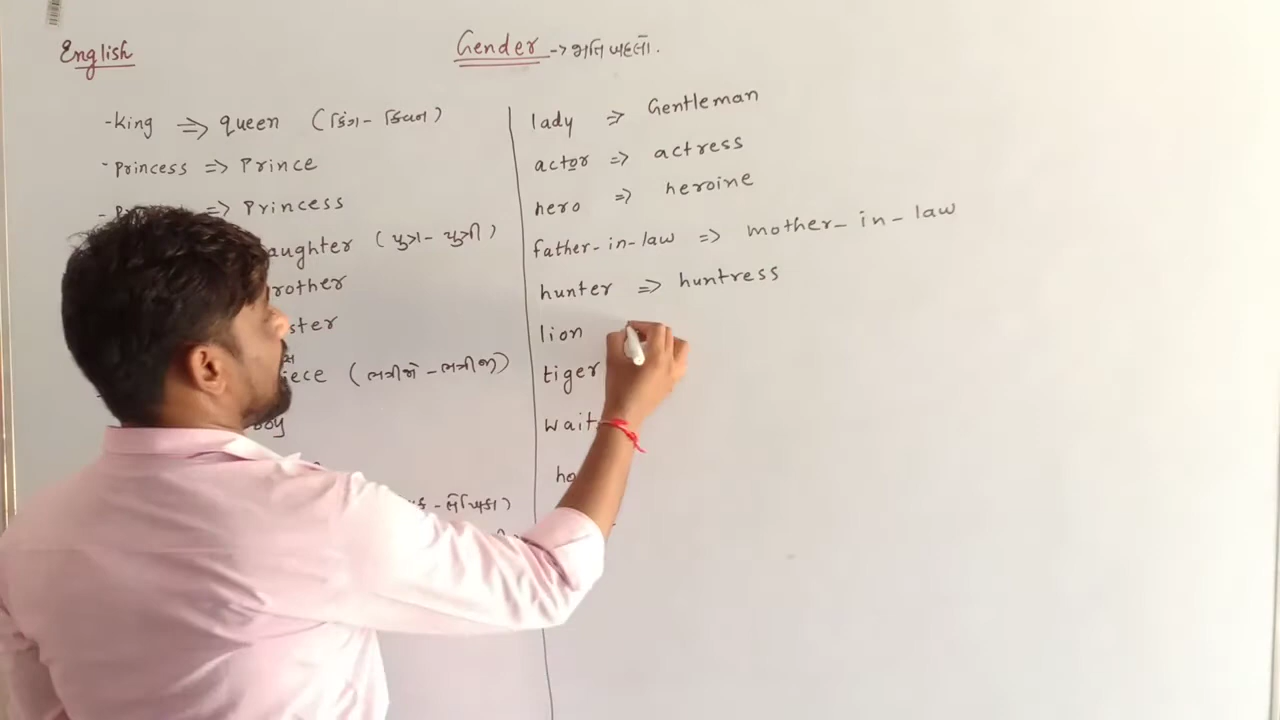 English
Gender -> જાતિ બદલો.
-King => queen (કિંગ - ક્વિન)
-Princess => Prince
=> Princess
aughter (પુત્ર - પુત્રી)
rother
ster
iece (ભત્રીજો - ભત્રીજી)
boy
- લેખિકા)
lady => Gentleman
actor => actress
hero => heroine
father-in-law => mother-in-law
hunter => huntress
lion
tiger
wait
ho